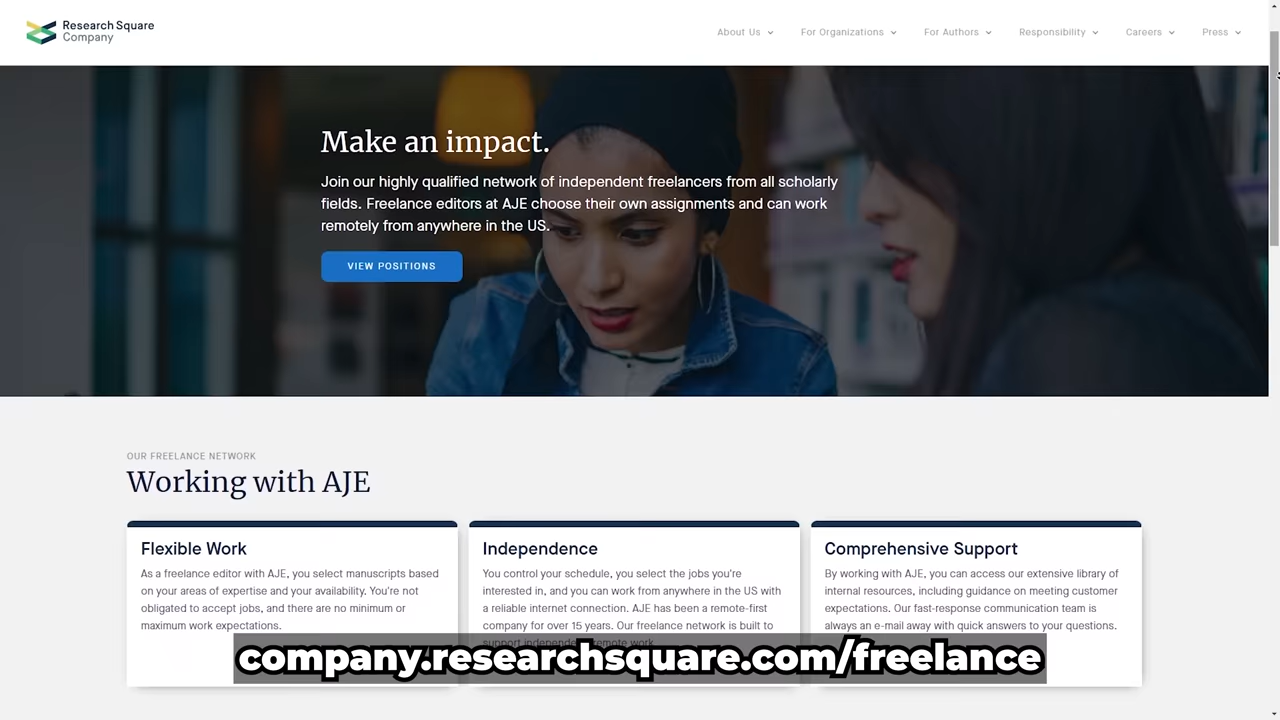 Research Square
Company
About Us
For Organizations
For Authors
Responsibility
Careers
Press
Make an impact.
Join our highly qualified network of independent freelancers from all scholarly
fields. Freelance editors at AJE choose their own assignments and can work
remotely from anywhere in the US.
VIEW POSITIONS
OUR FREELANCE NETWORK
Working with AJE
Flexible Work
As a freelance editor with AJE, you select manuscripts based
on your areas of expertise and your availability. You're not
obligated to accept jobs, and there are no minimum or
maximum work expectations.
Independence
You control your schedule, you select the jobs you're
interested in, and you can work from anywhere in the US with
a reliable internet connection. AJE has been a remote-first
company for over 15 years. Our freelance network is built to
support independent, remote work.
Comprehensive Support
By working with AJE, you can access our extensive library of
internal resources, including guidance on meeting customer
expectations. Our fast-response communication team is
always an e-mail away with quick answers to your questions.
company.researchsquare.com/freelance